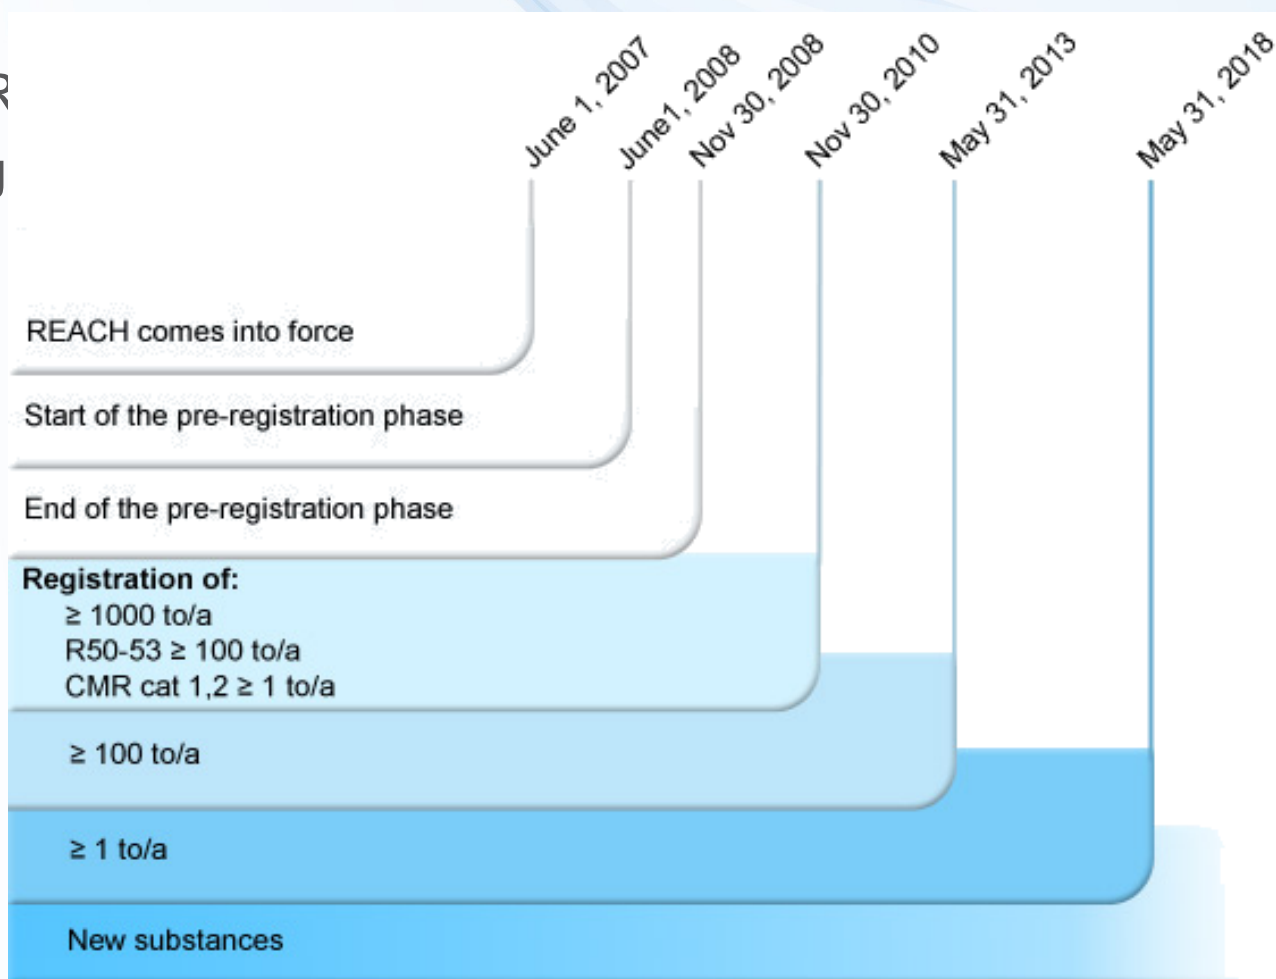 R
g
June 1, 2007
June1, 2008
Nov 30, 2008
Nov 30, 2010
May 31, 2013
May 31, 2018
REACH comes into force
Start of the pre-registration phase
End of the pre-registration phase
Registration of:
≥ 1000 to/a
R50-53 ≥ 100 to/a
CMR cat 1,2 ≥ 1 to/a
≥ 100 to/a
≥ 1 to/a
New substances